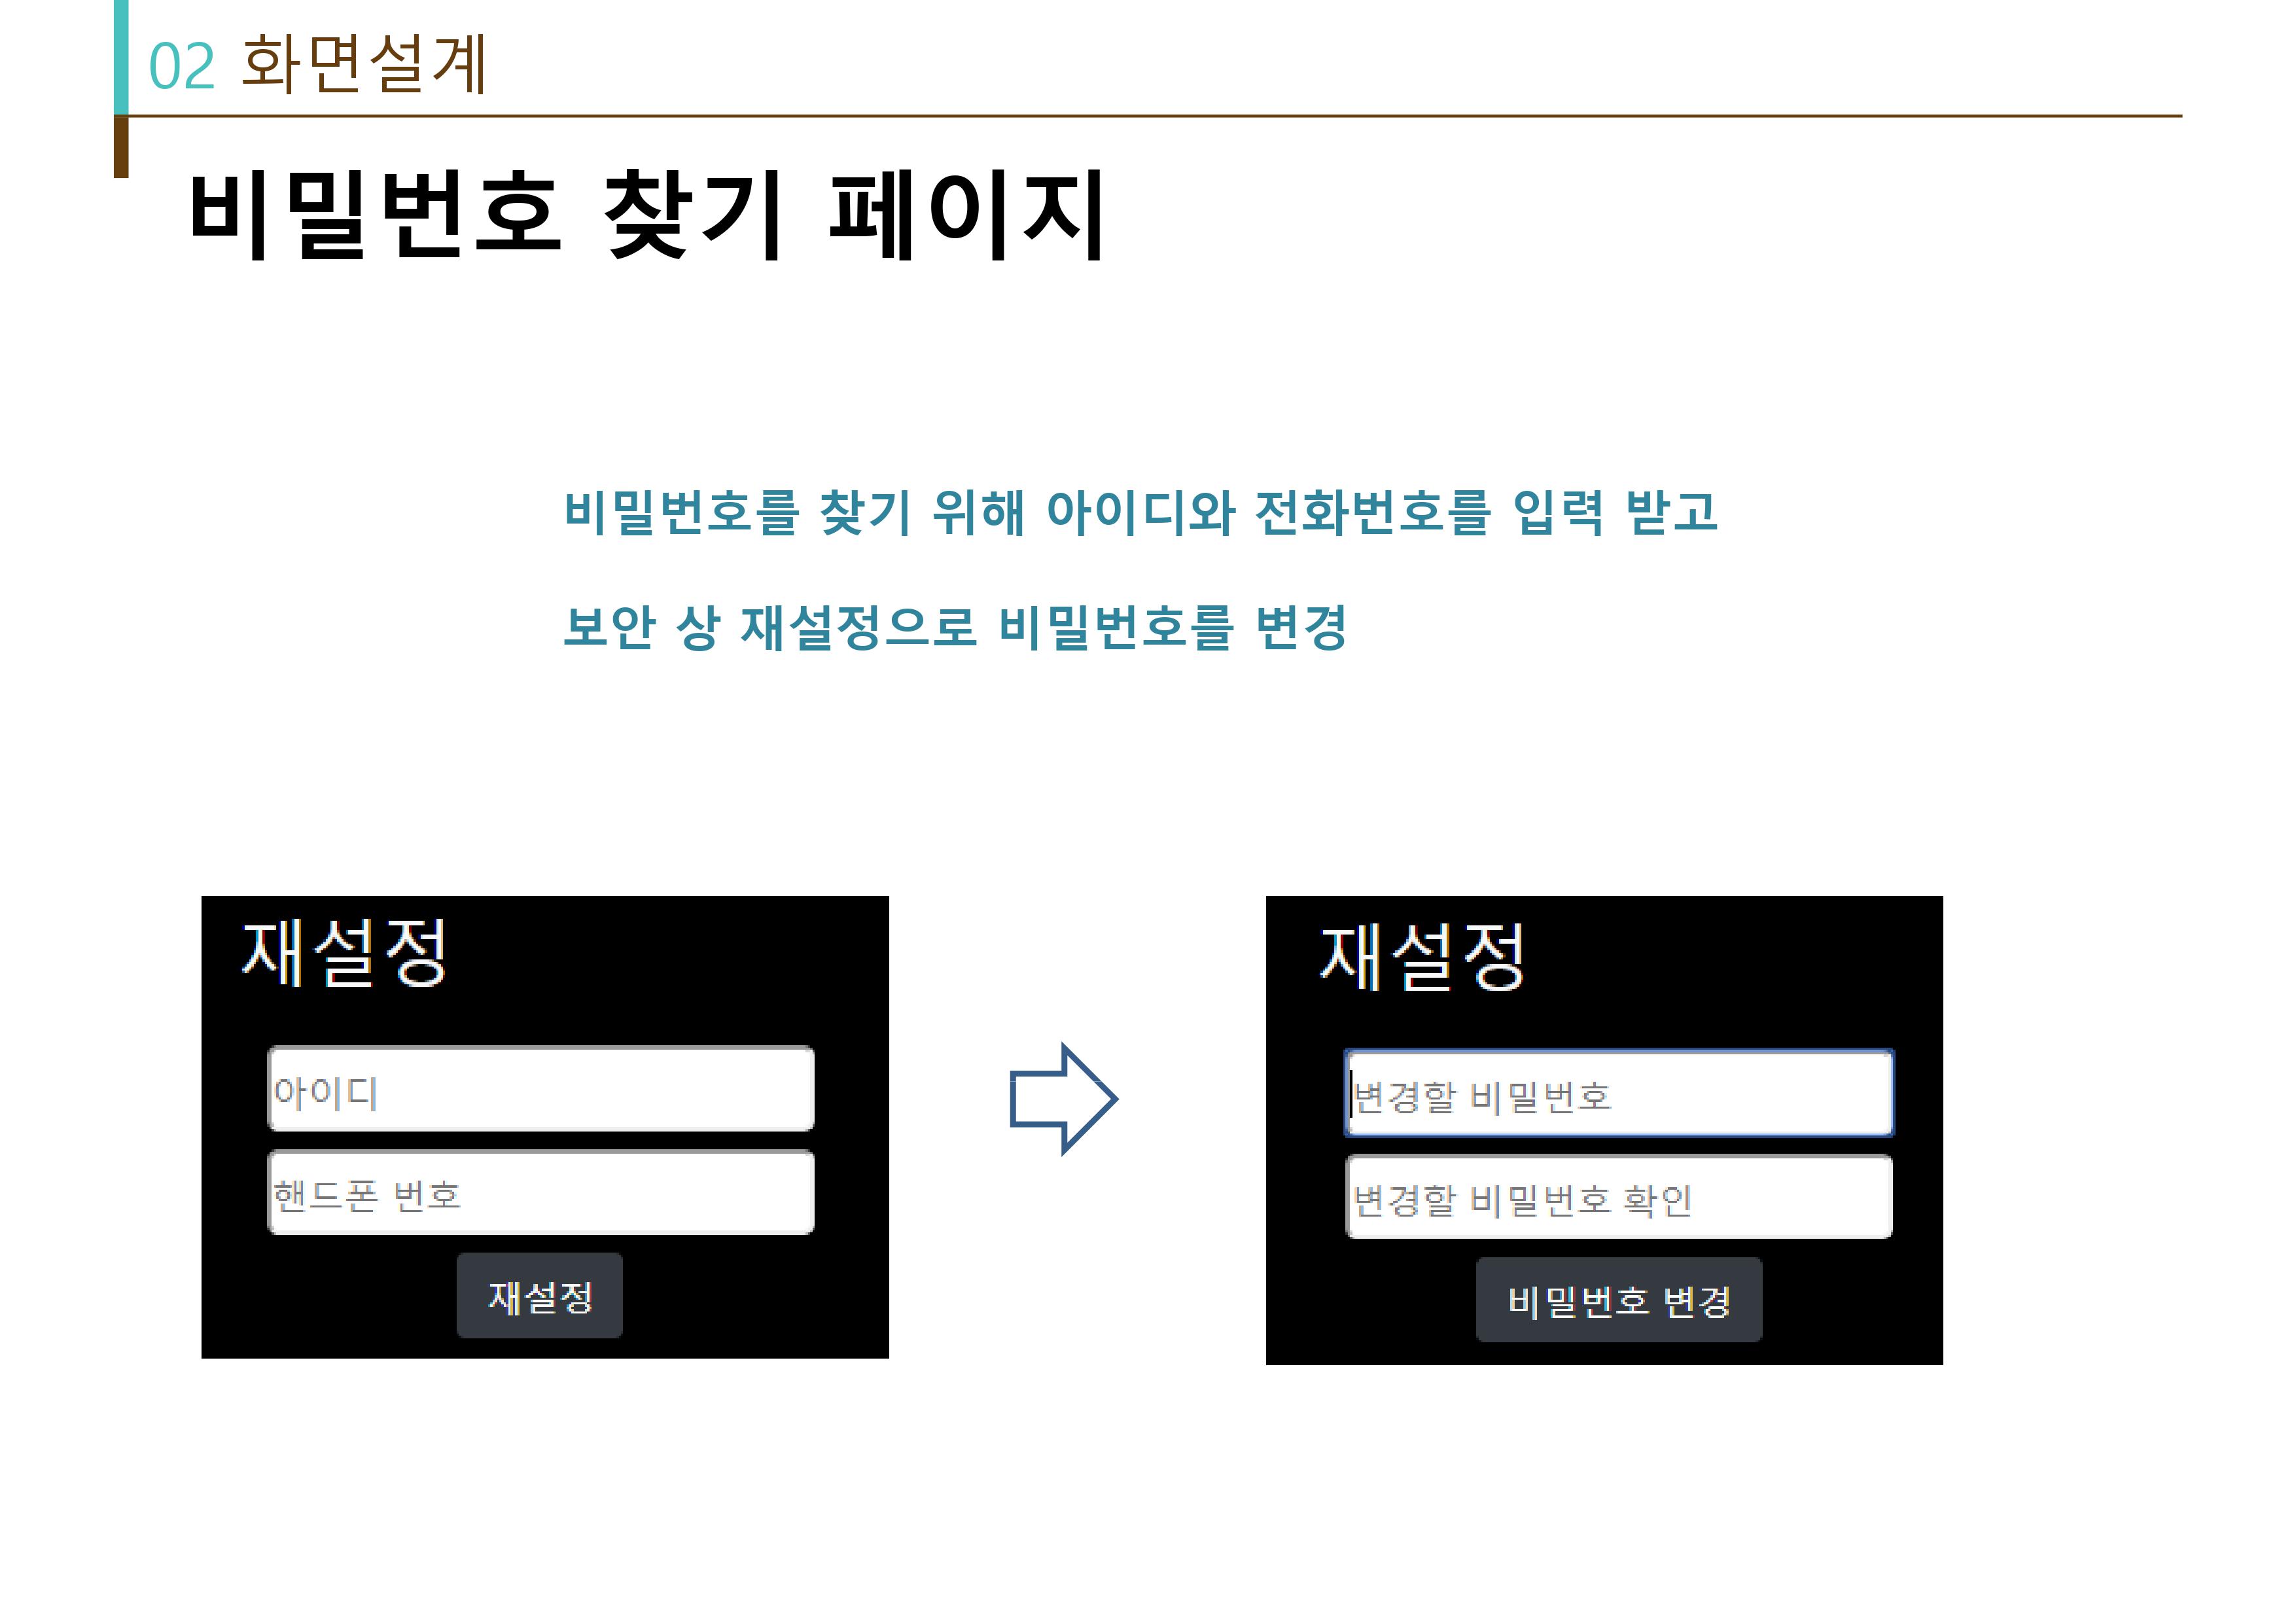 02 화면설계
비밀번호 찾기 페이지
비밀번호를 찾기 위해 아이디와 전화번호를 입력 받고
보안 상 재설정으로 비밀번호를 변경
재설정
아이디
핸드폰 번호
재설정
재설정
변경할 비밀번호
변경할 비밀번호 확인
비밀번호 변경